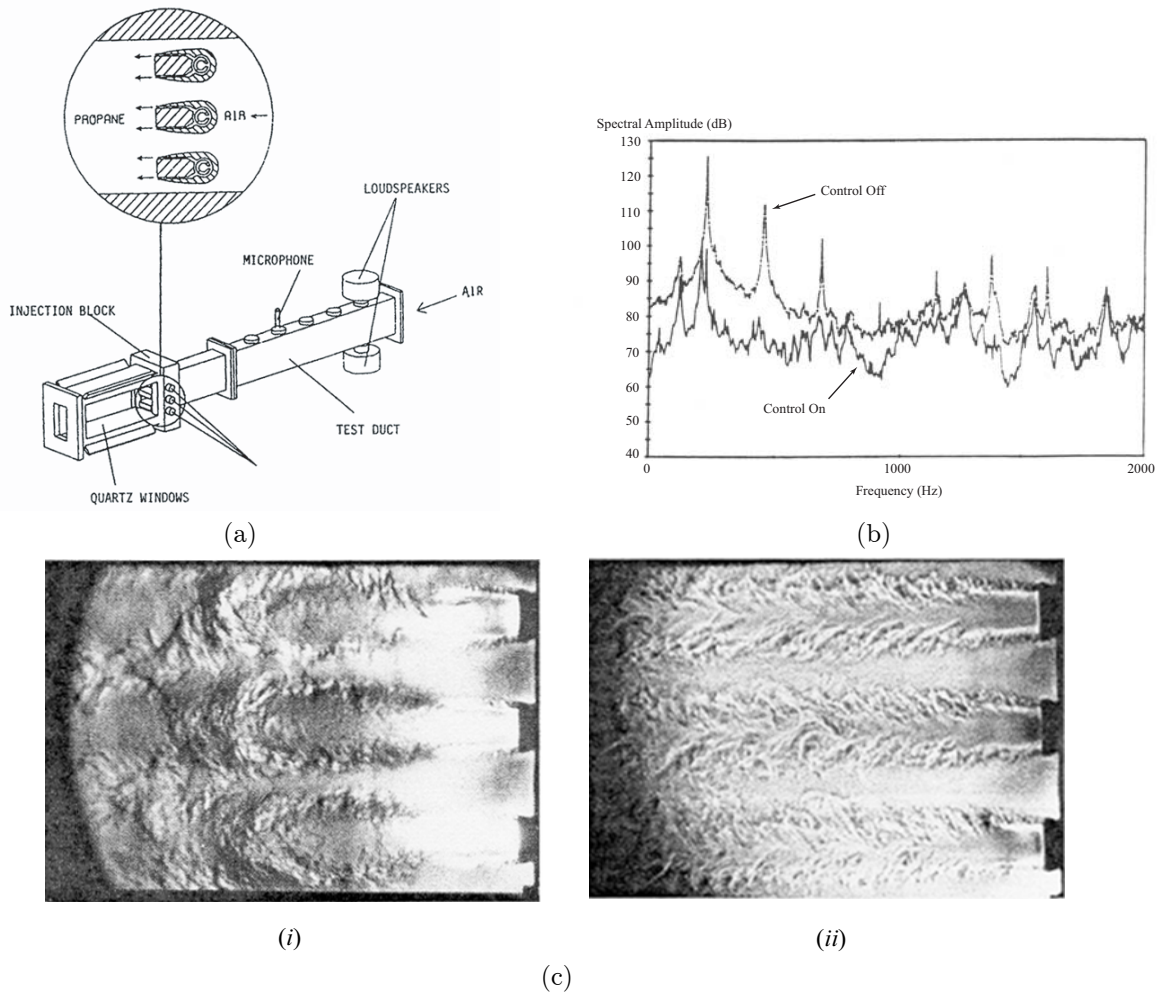 PROPANE
AIR
LOUDSPEAKERS
MICROPHONE
AIR
INJECTION BLOCK
TEST DUCT
QUARTZ WINDOWS
(a)
Spectral Amplitude (dB)
130
120
110
100
90
80
70
60
50
40
Control Off
Control On
0
1000
2000
Frequency (Hz)
(b)
(i)
(ii)
(c)